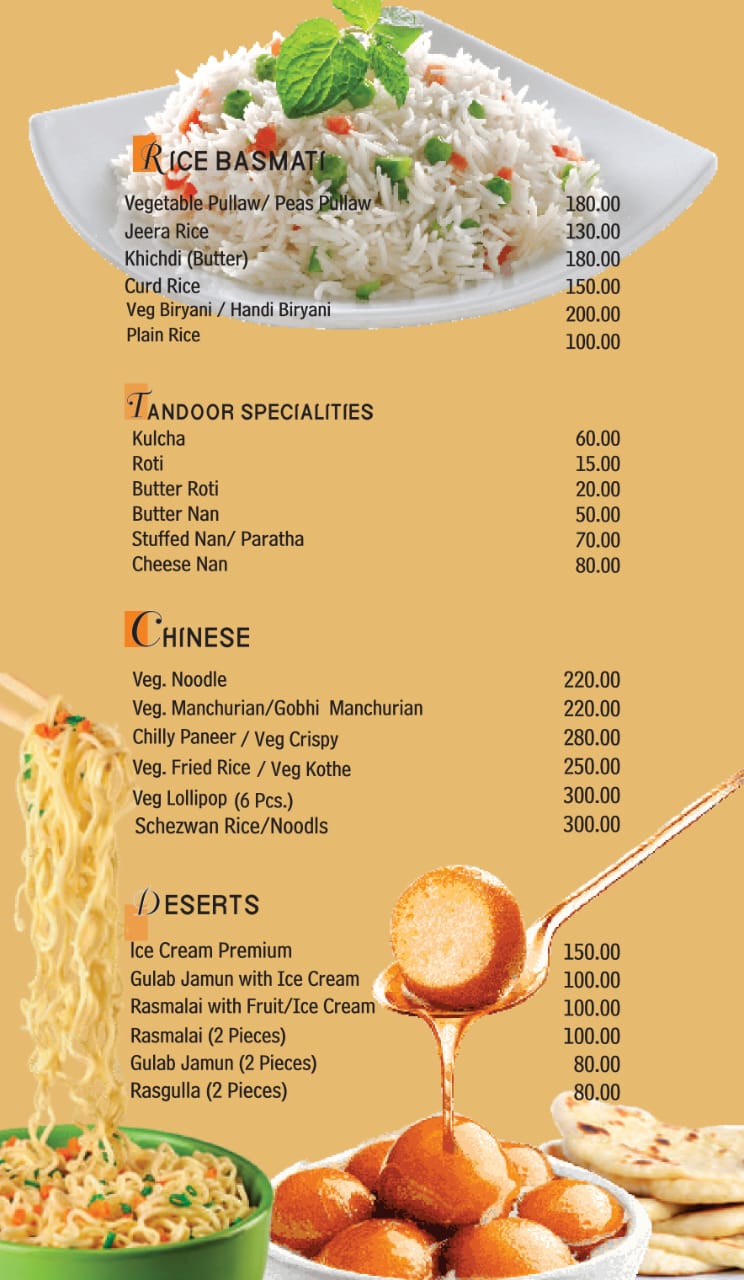 RICE BASMATI
Vegetable Pullaw/ Peas Pullaw 180.00
Jeera Rice 130.00
Khichdi (Butter) 180.00
Curd Rice 150.00
Veg Biryani / Handi Biryani 200.00
Plain Rice 100.00
TANDOOR SPECIALITIES
Kulcha 60.00
Roti 15.00
Butter Roti 20.00
Butter Nan 50.00
Stuffed Nan/ Paratha 70.00
Cheese Nan 80.00
CHINESE
Veg. Noodle 220.00
Veg. Manchurian/Gobhi Manchurian 220.00
Chilly Paneer / Veg Crispy 280.00
Veg. Fried Rice / Veg Kothe 250.00
Veg Lollipop (6 Pcs.) 300.00
Schezwan Rice/Noodls 300.00
DESERTS
Ice Cream Premium 150.00
Gulab Jamun with Ice Cream 100.00
Rasmalai with Fruit/Ice Cream 100.00
Rasmalai (2 Pieces) 100.00
Gulab Jamun (2 Pieces) 80.00
Rasgulla (2 Pieces) 80.00